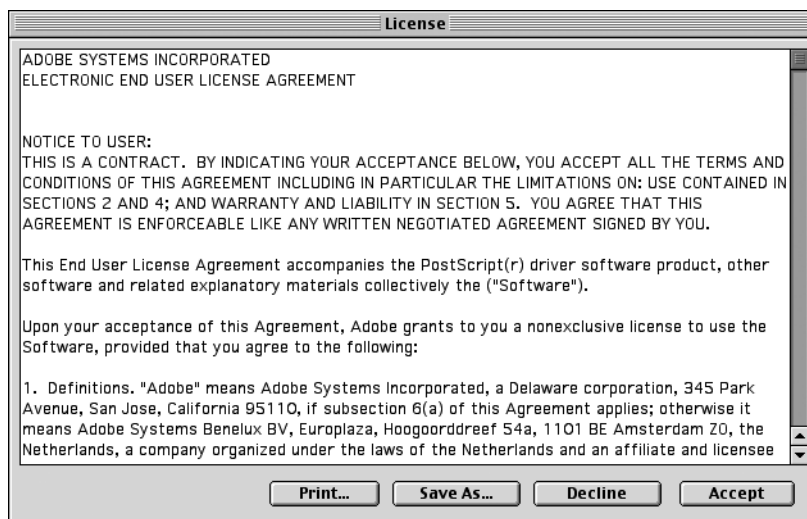 License
ADOBE SYSTEMS INCORPORATED
ELECTRONIC END USER LICENSE AGREEMENT
NOTICE TO USER:
THIS IS A CONTRACT.  BY INDICATING YOUR ACCEPTANCE BELOW, YOU ACCEPT ALL THE TERMS AND
CONDITIONS OF THIS AGREEMENT INCLUDING IN PARTICULAR THE LIMITATIONS ON: USE CONTAINED IN
SECTIONS 2 AND 4; AND WARRANTY AND LIABILITY IN SECTION 5.  YOU AGREE THAT THIS
AGREEMENT IS ENFORCEABLE LIKE ANY WRITTEN NEGOTIATED AGREEMENT SIGNED BY YOU.
This End User License Agreement accompanies the PostScript(r) driver software product, other
software and related explanatory materials collectively the ("Software").
Upon your acceptance of this Agreement, Adobe grants to you a nonexclusive license to use the
Software, provided that you agree to the following:
1.  Definitions. "Adobe" means Adobe Systems Incorporated, a Delaware corporation, 345 Park
Avenue, San Jose, California 95110, if subsection 6(a) of this Agreement applies; otherwise it
means Adobe Systems Benelux BV, Europlaza, Hoogoorddreef 54a, 1101 BE Amsterdam ZO, the
Netherlands, a company organized under the laws of the Netherlands and an affiliate and licensee
Print... Save As... Decline Accept